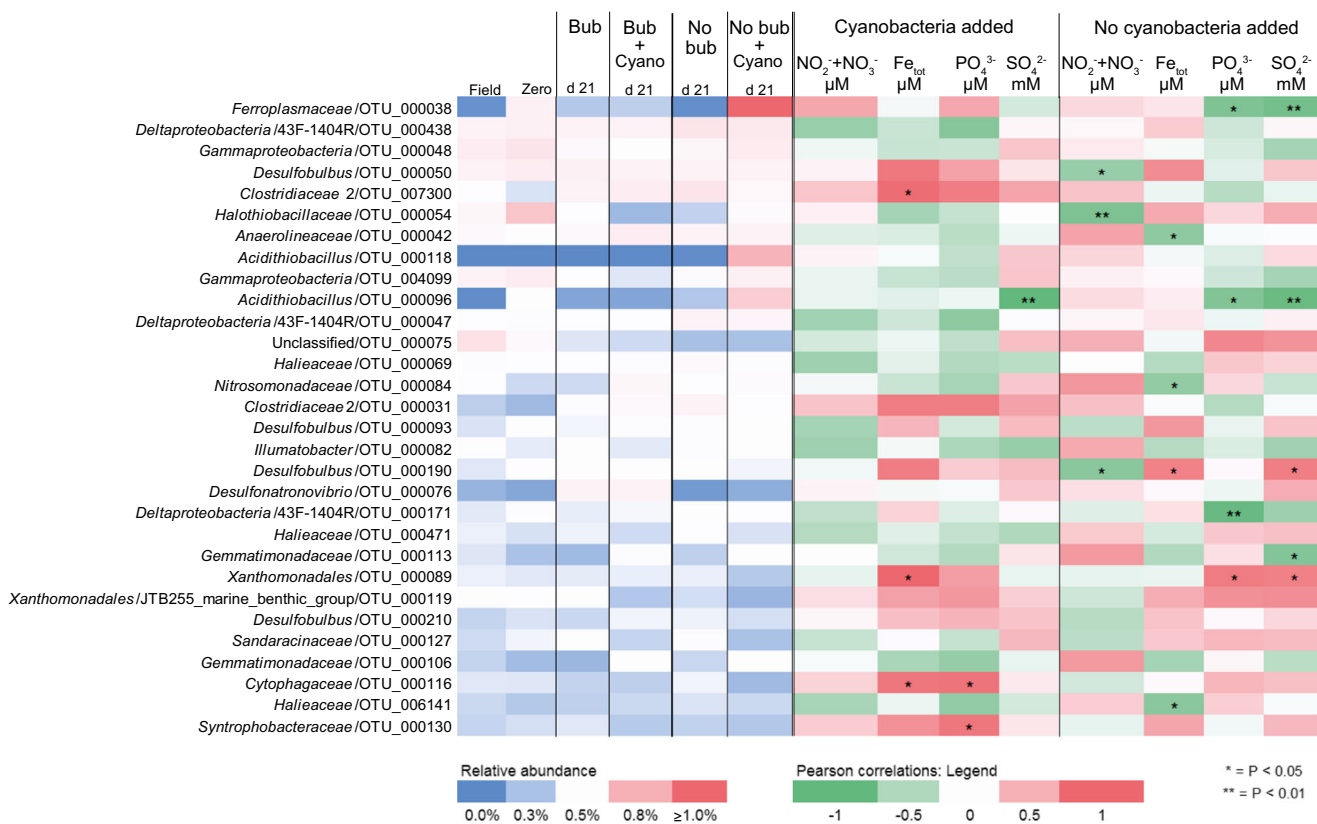 Bub Bub + Cyano No bub No bub + Cyano Cyanobacteria added No cyanobacteria added
NO₂⁻+NO₃⁻ µM Fe_tot µM PO₄³⁻ µM SO₄²⁻ mM NO₂⁻+NO₃⁻ µM Fe_tot µM PO₄³⁻ µM SO₄²⁻ mM
Field Zero d 21 d 21 d 21 d 21
Ferroplasmaceae/OTU_000038 * **
Deltaproteobacteria/43F-1404R/OTU_000438
Gammaproteobacteria/OTU_000048
Desulfobulbus/OTU_000050 *
Clostridiaceae 2/OTU_007300 *
Halothiobacillaceae/OTU_000054 **
Anaerolineaceae/OTU_000042 *
Acidithiobacillus/OTU_000118
Gammaproteobacteria/OTU_004099
Acidithiobacillus/OTU_000096 ** * **
Deltaproteobacteria/43F-1404R/OTU_000047
Unclassified/OTU_000075
Halieaceae/OTU_000069
Nitrosomonadaceae/OTU_000084 *
Clostridiaceae 2/OTU_000031
Desulfobulbus/OTU_000093
Illumatobacter/OTU_000082
Desulfobulbus/OTU_000190 * * *
Desulfonatronovibrio/OTU_000076
Deltaproteobacteria/43F-1404R/OTU_000171 **
Halieaceae/OTU_000471
Gemmatimonadaceae/OTU_000113 *
Xanthomonadales/OTU_000089 * * *
Xanthomonadales/JTB255_marine_benthic_group/OTU_000119
Desulfobulbus/OTU_000210
Sandaracinaceae/OTU_000127
Gemmatimonadaceae/OTU_000106
Cytophagaceae/OTU_000116 * *
Halieaceae/OTU_006141 *
Syntrophobacteraceae/OTU_000130 *
Relative abundance Pearson correlations: Legend * = P < 0.05
** = P < 0.01
0.0% 0.3% 0.5% 0.8% ≥1.0% -1 -0.5 0 0.5 1